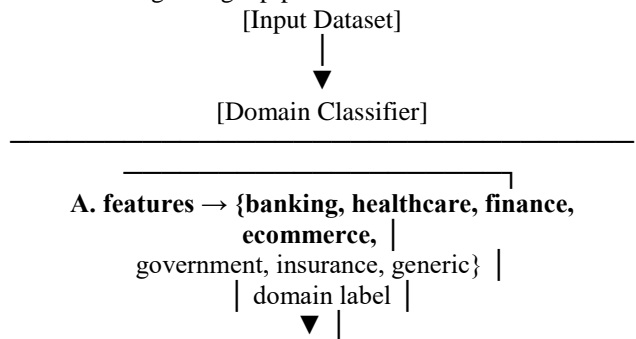 [Input Dataset]
│
▼
[Domain Classifier]
────────────────────────────────
────────────────────┐
A. features → {banking, healthcare, finance,
ecommerce, │
government, insurance, generic} │
│ domain label │
▼ │